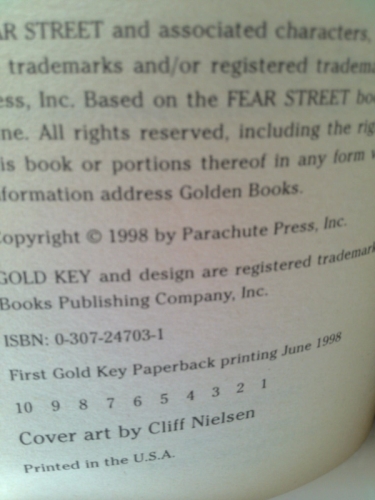 AR STREET and associated characters,
trademarks and/or registered tradema
ess, Inc. Based on the FEAR STREET bo
ne. All rights reserved, including the rig
is book or portions thereof in any form w
nformation address Golden Books.
Copyright © 1998 by Parachute Press, Inc.
GOLD KEY and design are registered trademark
Books Publishing Company, Inc.
ISBN: 0-307-24703-1
First Gold Key Paperback printing June 1998
10 9 8 7 6 5 4 3 2 1
Cover art by Cliff Nielsen
Printed in the U.S.A.